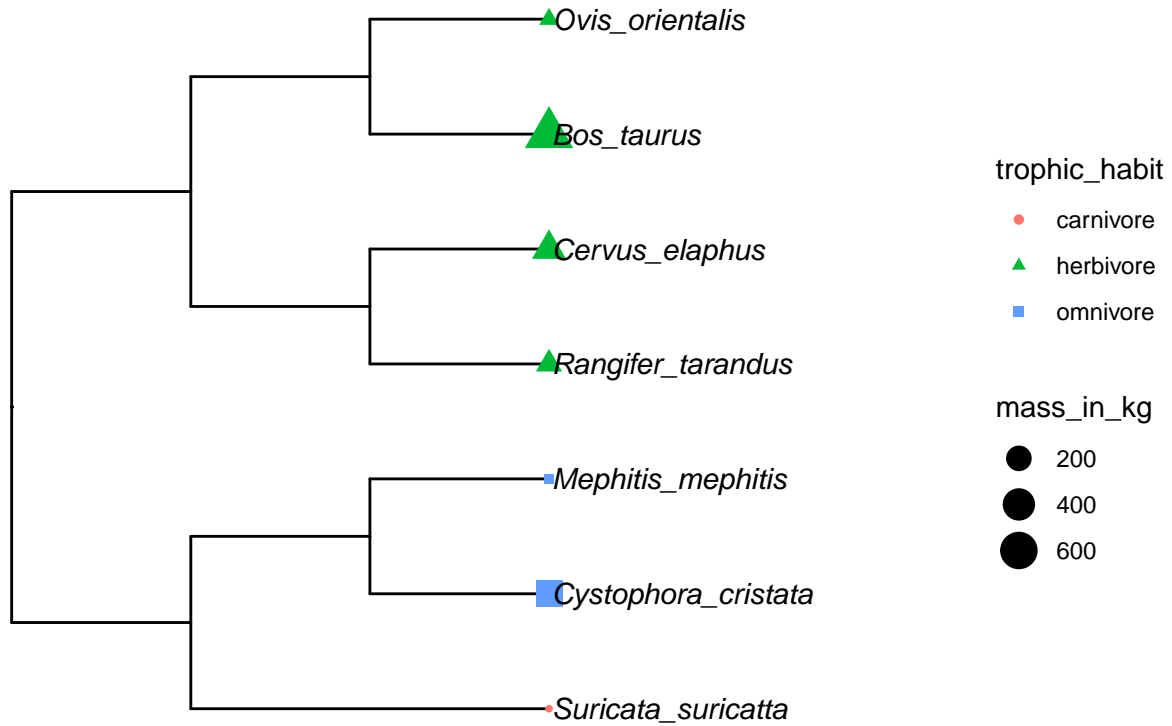 Ovis_orientalis
Bos_taurus
Cervus_elaphus
Rangifer_tarandus
Mephitis_mephitis
Cystophora_cristata
Suricata_suricatta
trophic_habit
carnivore
herbivore
omnivore
mass_in_kg
200
400
600